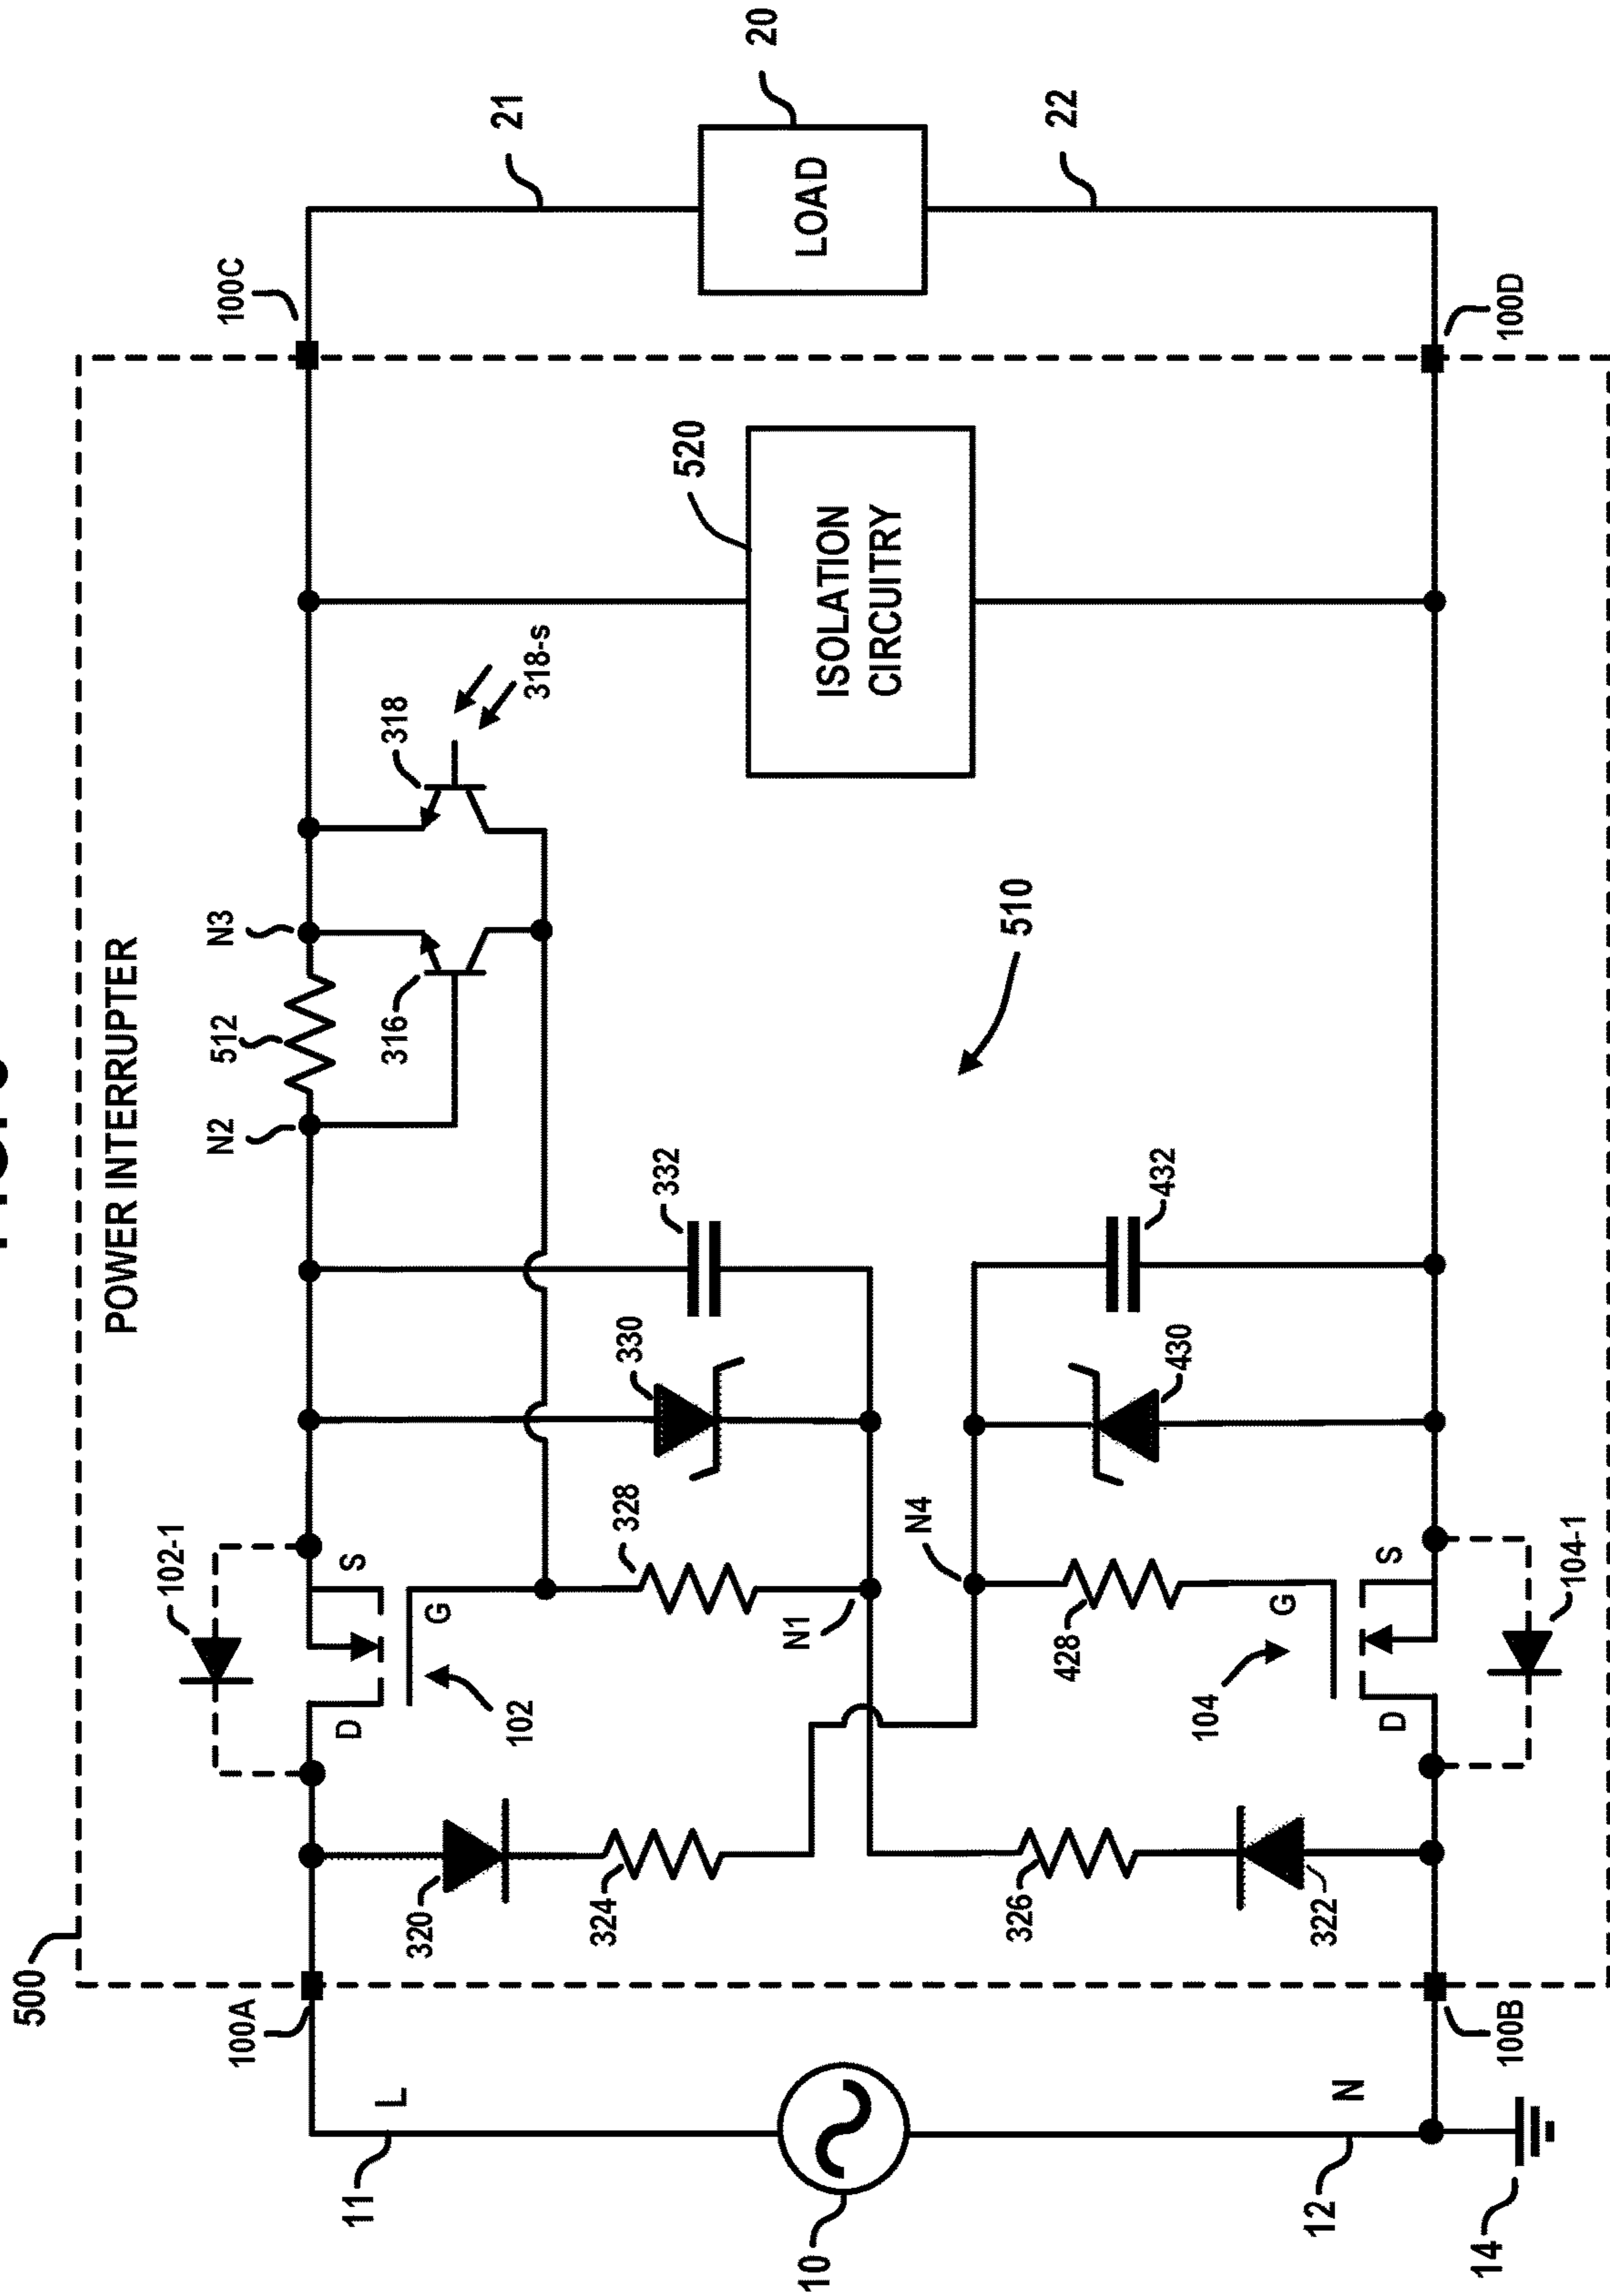 500
POWER INTERRUPTER
102-1
N2
512
N3
100A
100C
11
L
D
S
G
102
316
318
318-s
21
320
324
328
330
332
N1
10
LOAD
20
ISOLATION
CIRCUITRY
520
N4
510
326
322
428
430
432
22
12
N
104
G
D
S
104-1
14
100B
100D